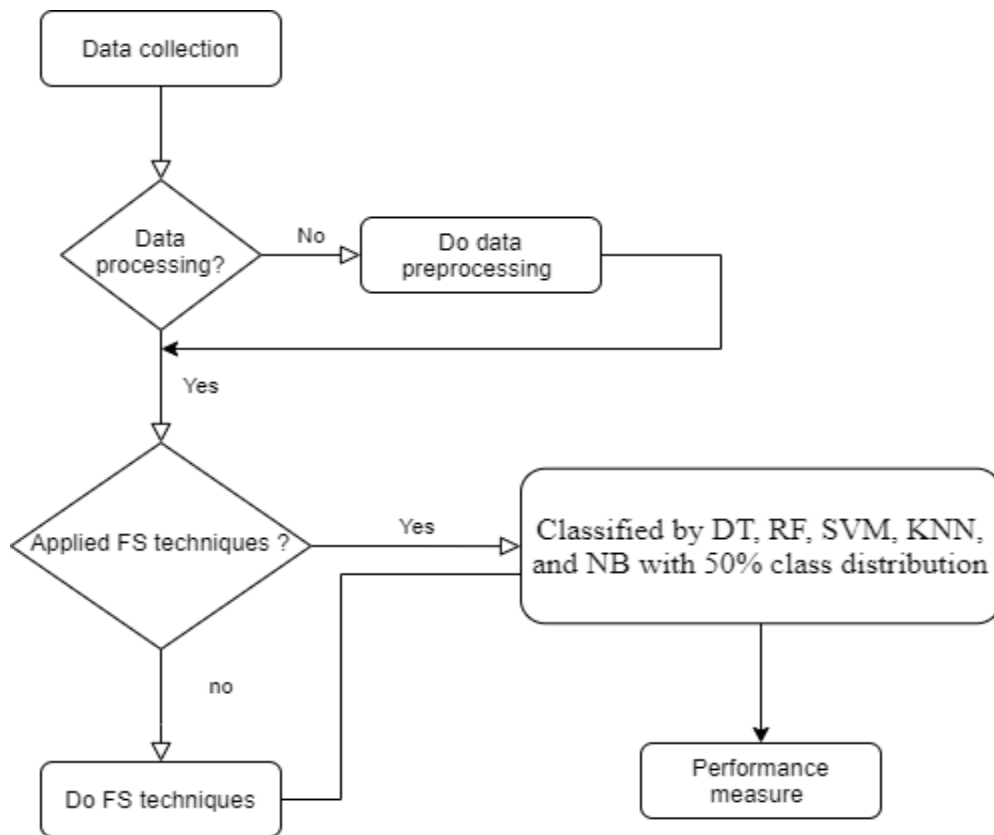 Data collection
Data
processing?
No
Do data
preprocessing
Yes
Applied FS techniques ?
Yes
Classified by DT, RF, SVM, KNN,
and NB with 50% class distribution
no
Do FS techniques
Performance
measure